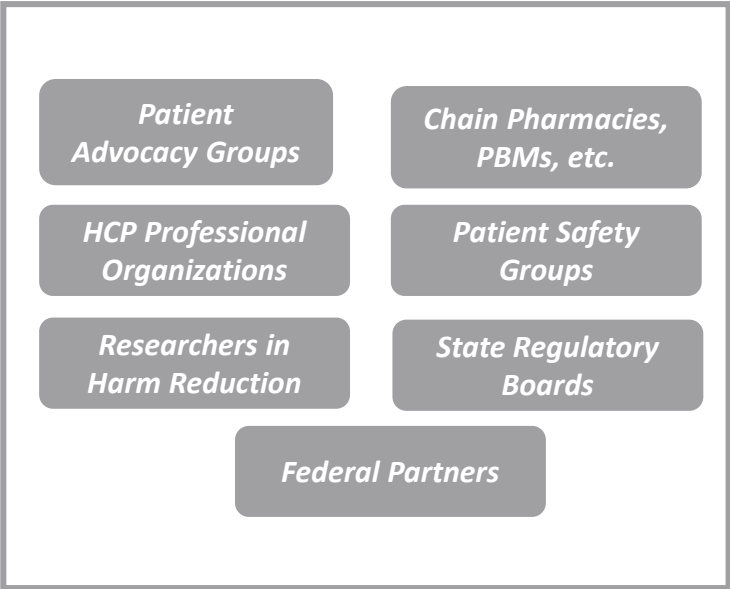 Patient
Advocacy Groups
Chain Pharmacies,
PBMs, etc.
HCP Professional
Organizations
Patient Safety
Groups
Researchers in
Harm Reduction
State Regulatory
Boards
Federal Partners